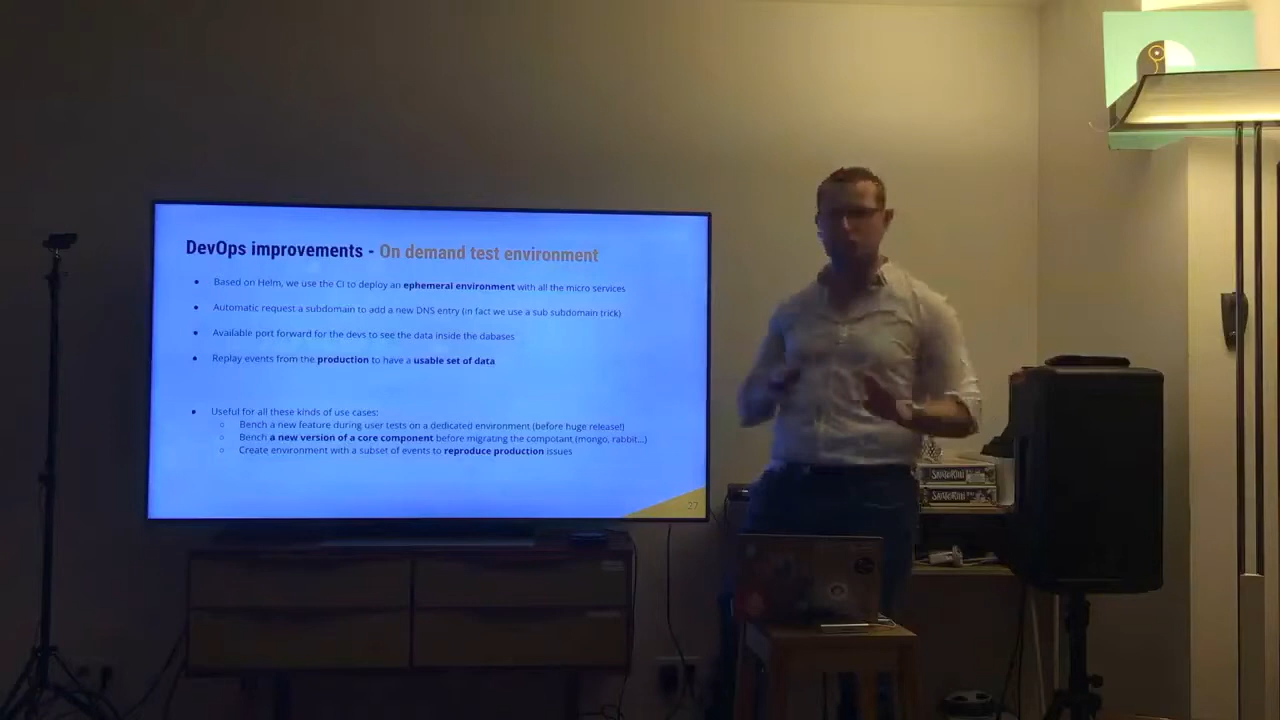 DevOps improvements - On demand test environment
Based on Helm, we use the CI to deploy an ephemeral environment with all the micro services
Automatic request a subdomain to add a new DNS entry (in fact we use a sub subdomain trick)
Available port forward for the devs to see the data inside the dabases
Replay events from the production to have a usable set of data
Useful for all these kinds of use cases:
Bench a new feature during user tests on a dedicated environment (before huge release!)
Bench a new version of a core component before migrating the compotant (mongo, rabbit...)
Create environment with a subset of events to reproduce production issues
27
SANTORINI
SANTORINI